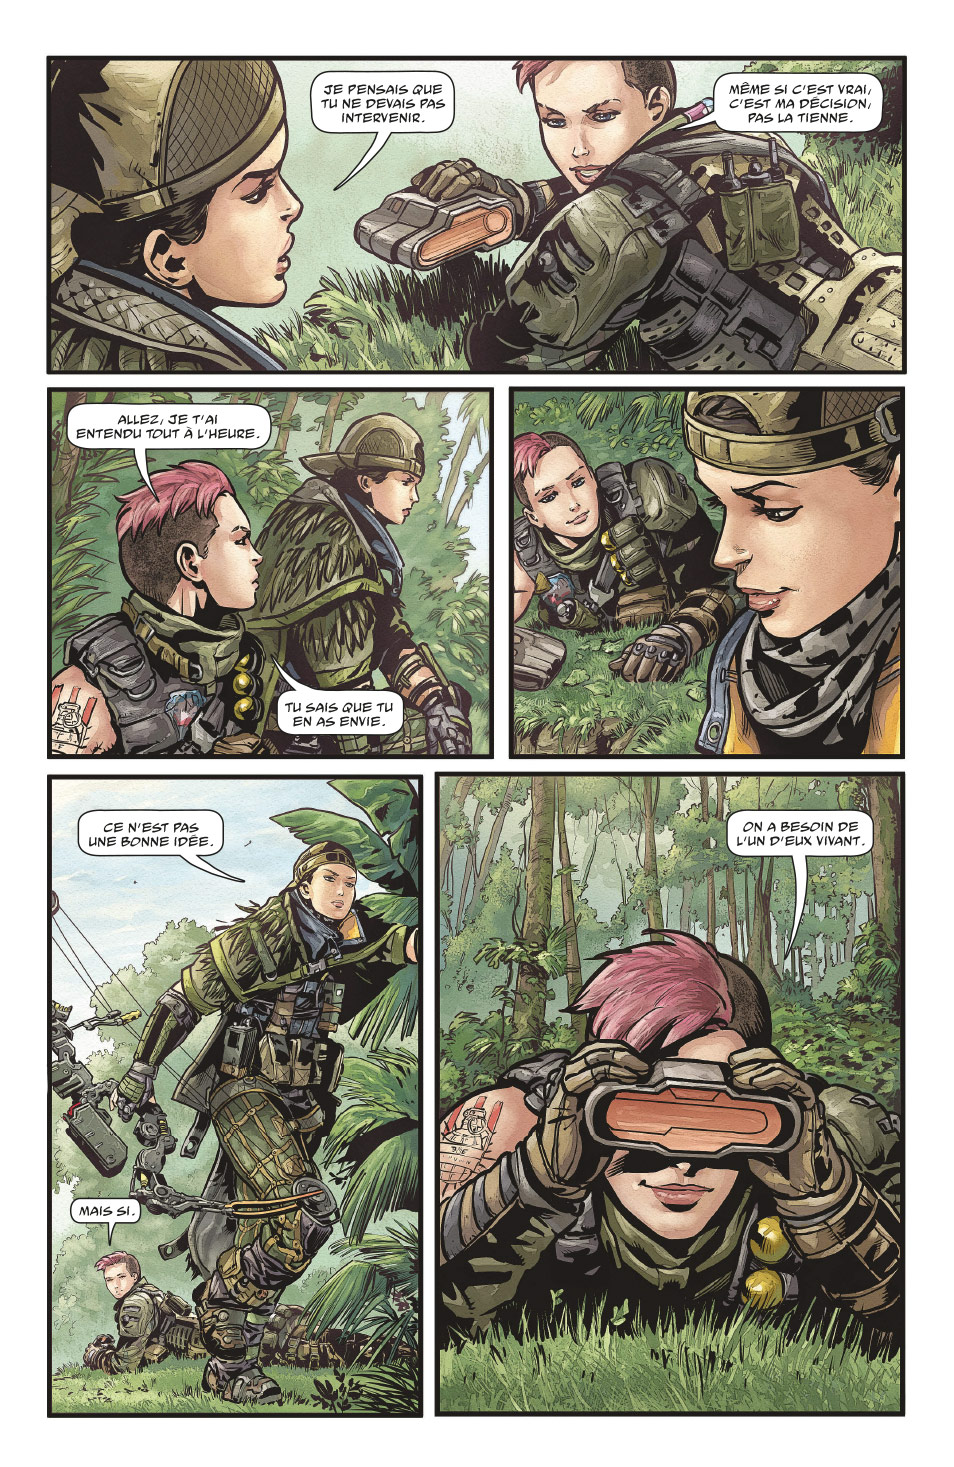 JE PENSAIS QUE
TU NE DEVAIS PAS
INTERVENIR.
MÊME SI C'EST VRAI,
C'EST MA DÉCISION,
PAS LA TIENNE.
ALLEZ, JE T'AI
ENTENDU TOUT À L'HEURE.
TU SAIS QUE TU
EN AS ENVIE.
CE N'EST PAS
UNE BONNE IDÉE.
MAIS SI.
ON A BESOIN DE
L'UN D'EUX VIVANT.